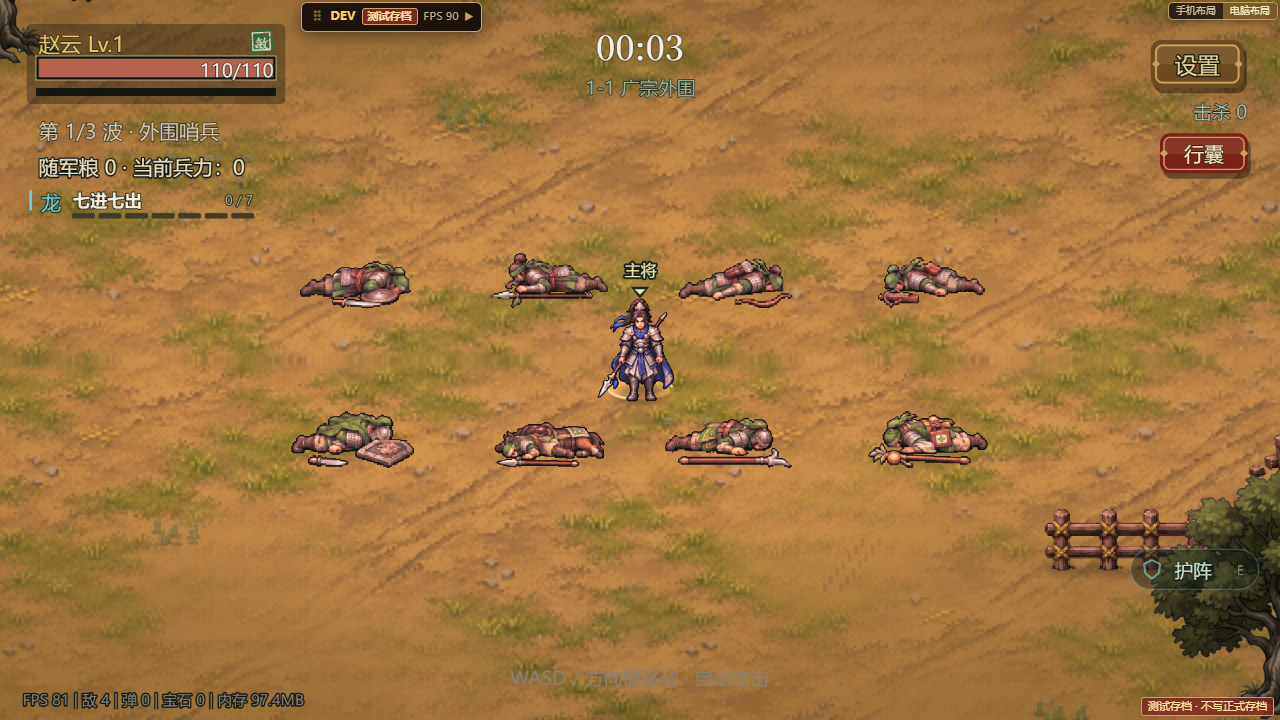 DEV 测试存档 FPS 90
手机布局 电脑布局
赵云 Lv.1 敏
110/110
00:03
1-1 广宗外围
设置
击杀 0
行囊
第 1/3 波 · 外围哨兵
随军粮 0 · 当前兵力：0
龙 七进七出 0/7
主将
护阵 E
WASD / 方向键移动 · 自动攻击
FPS 81 | 敌 4 | 弹 0 | 宝石 0 | 内存 97.4MB
测试存档 · 不写正式存档